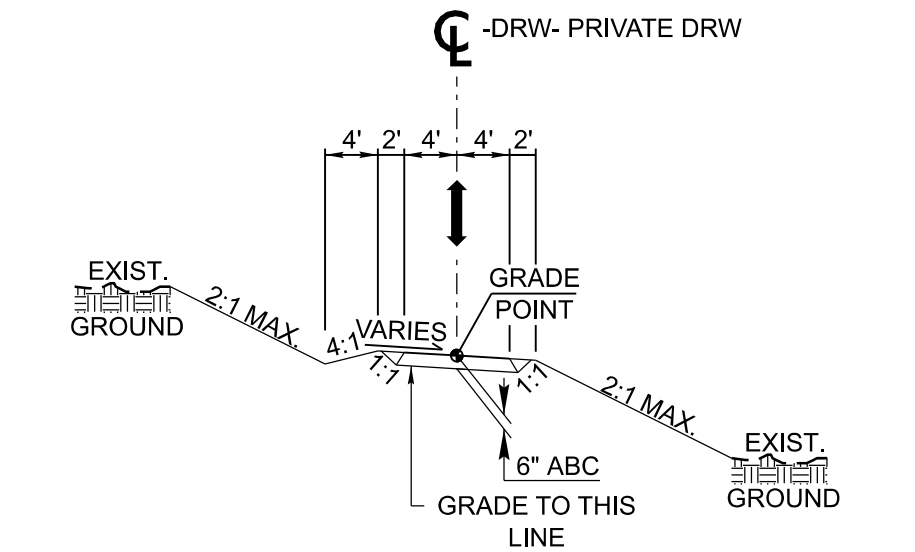 ℄ -DRW- PRIVATE DRW
4' 2' 4' 4' 2'
EXIST.
GROUND
2:1 MAX.
4:1
VARIES
GRADE
POINT
1:1
1:1
2:1 MAX.
6" ABC
GRADE TO THIS
LINE
EXIST.
GROUND